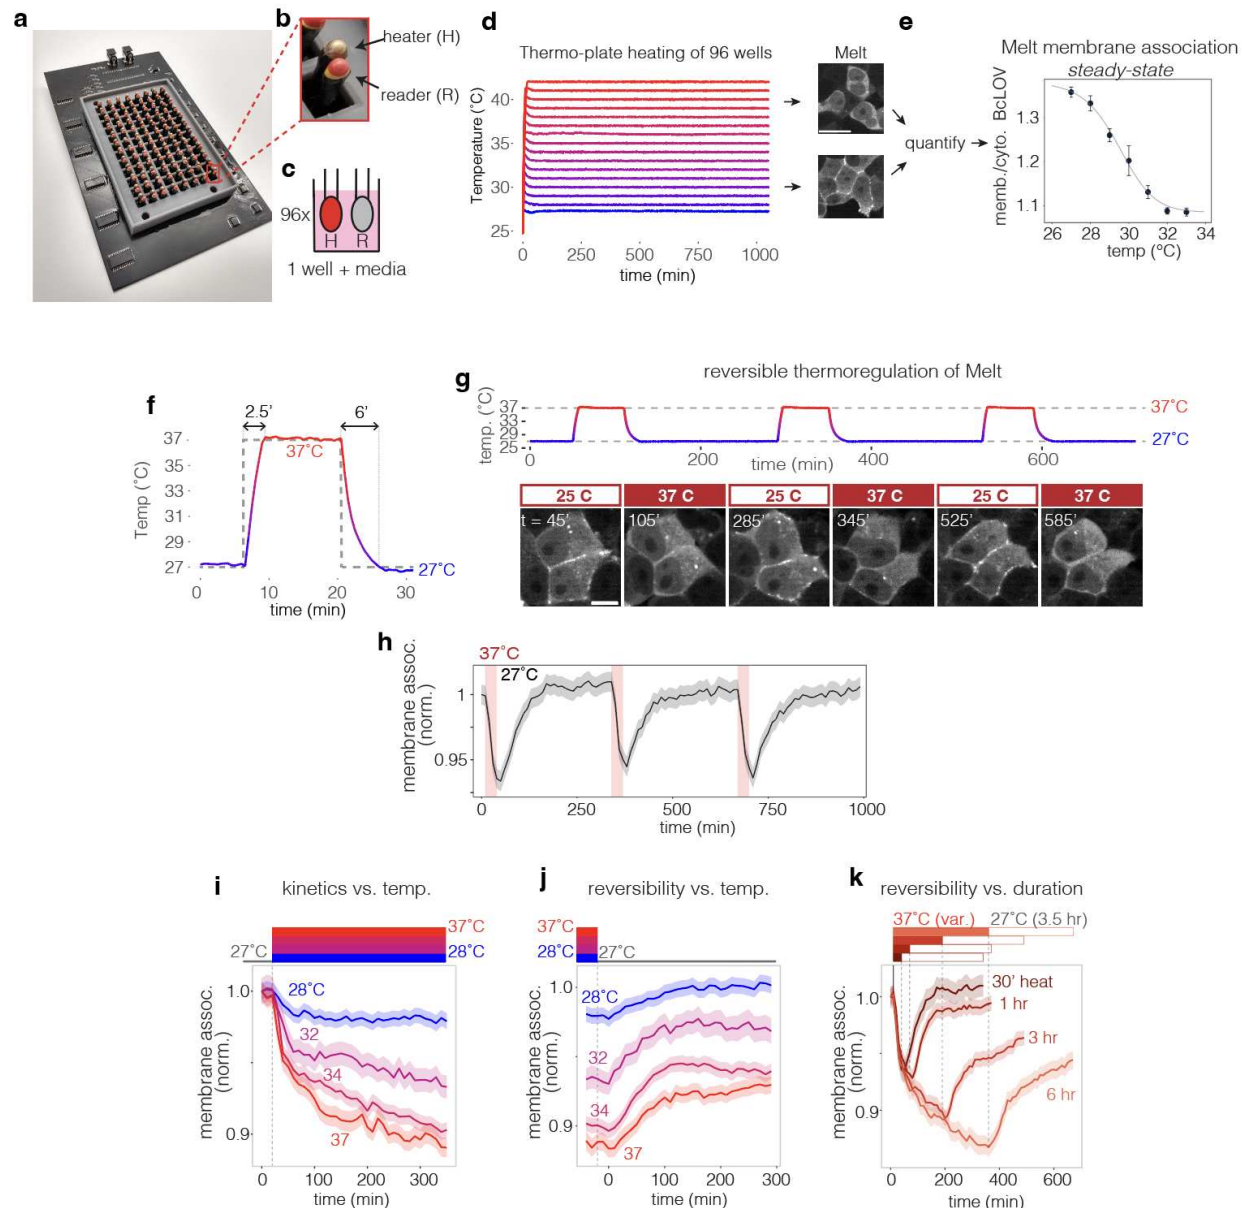 a
b
heater (H)
reader (R)
c
96x
H
R
1 well + media
d
Thermo-plate heating of 96 wells
Melt
Temperature (°C)
40
35
30
25
0
250
500
750
1000
time (min)
quantify
e
Melt membrane association
steady-state
memb./cyto. BcLOV
1.3
1.2
1.1
26
28
30
32
34
temp (°C)
f
2.5’
6’
Temp (˚C)
37
35
33
31
29
27
37˚C
27˚C
0
10
20
30
time (min)
g
reversible thermoregulation of Melt
temp. (˚C)
37
33
29
25
37˚C
27˚C
0
200
400
600
time (min)
25 C
37 C
25 C
37 C
25 C
37 C
t = 45’
105’
285’
345’
525’
585’
h
37˚C
27˚C
membrane assoc.
(norm.)
1
0.95
0
250
500
750
1000
time (min)
i
kinetics vs. temp.
27˚C
37˚C
28˚C
membrane assoc.
(norm.)
1.0
0.9
28˚C
32
34
37
0
100
200
300
time (min)
j
reversibility vs. temp.
37˚C
28˚C
27˚C
membrane assoc.
(norm.)
1.0
0.9
28˚C
32
34
37
0
100
200
300
time (min)
k
reversibility vs. duration
37˚C (var.)
27˚C (3.5 hr)
membrane assoc.
(norm.)
1.0
0.9
30’ heat
1 hr
3 hr
6 hr
0
200
400
600
time (min)